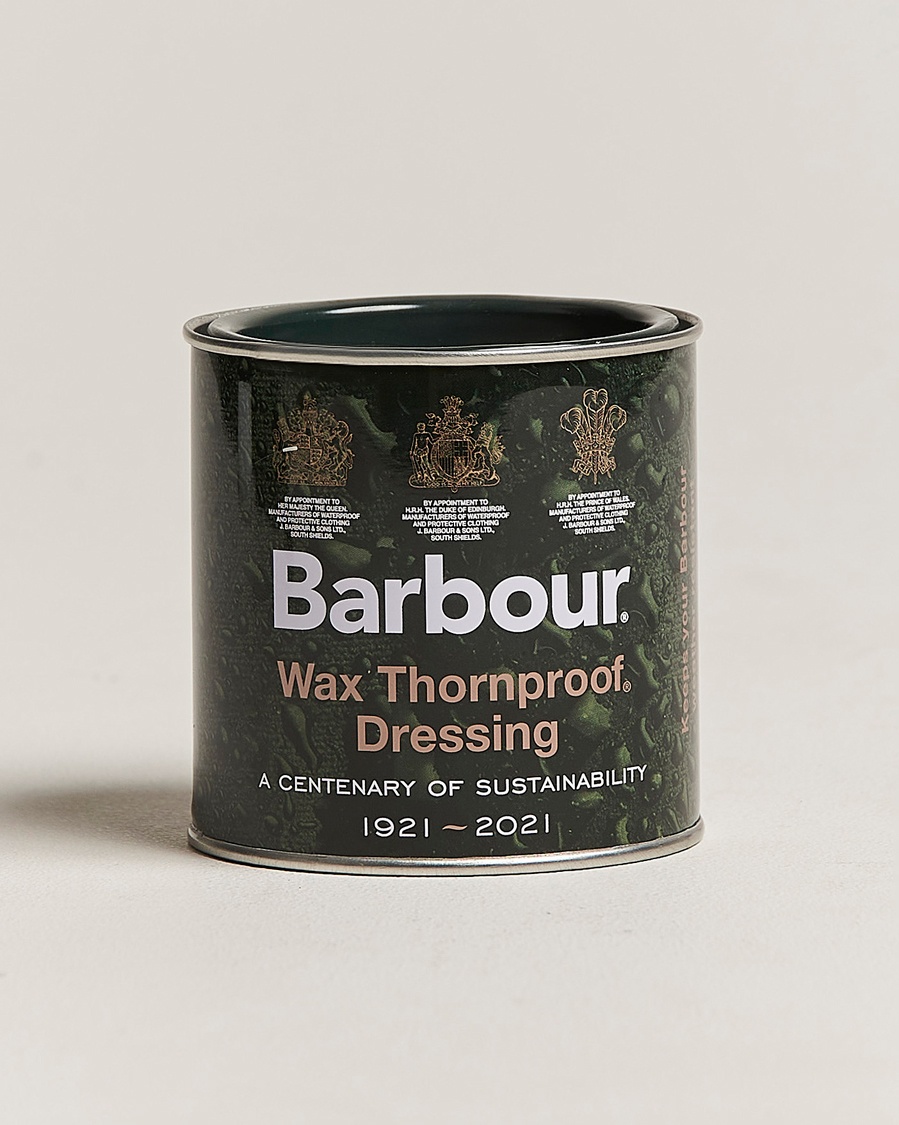 BY APPOINTMENT TO
HER MAJESTY THE QUEEN.
MANUFACTURERS OF WATERPROOF
AND PROTECTIVE CLOTHING
J. BARBOUR & SONS LTD.,
SOUTH SHIELDS.
BY APPOINTMENT TO
H.R.H. THE DUKE OF EDINBURGH.
MANUFACTURERS OF WATERPROOF
AND PROTECTIVE CLOTHING
J. BARBOUR & SONS LTD.,
SOUTH SHIELDS.
BY APPOINTMENT TO
H.R.H. THE PRINCE OF WALES.
MANUFACTURERS OF WATERPROOF
AND PROTECTIVE CLOTHING
J. BARBOUR & SONS LTD.,
SOUTH SHIELDS.
Barbour®
Wax Thornproof®
Dressing
A CENTENARY OF SUSTAINABILITY
1921 ~ 2021
Keeps Your Barbour